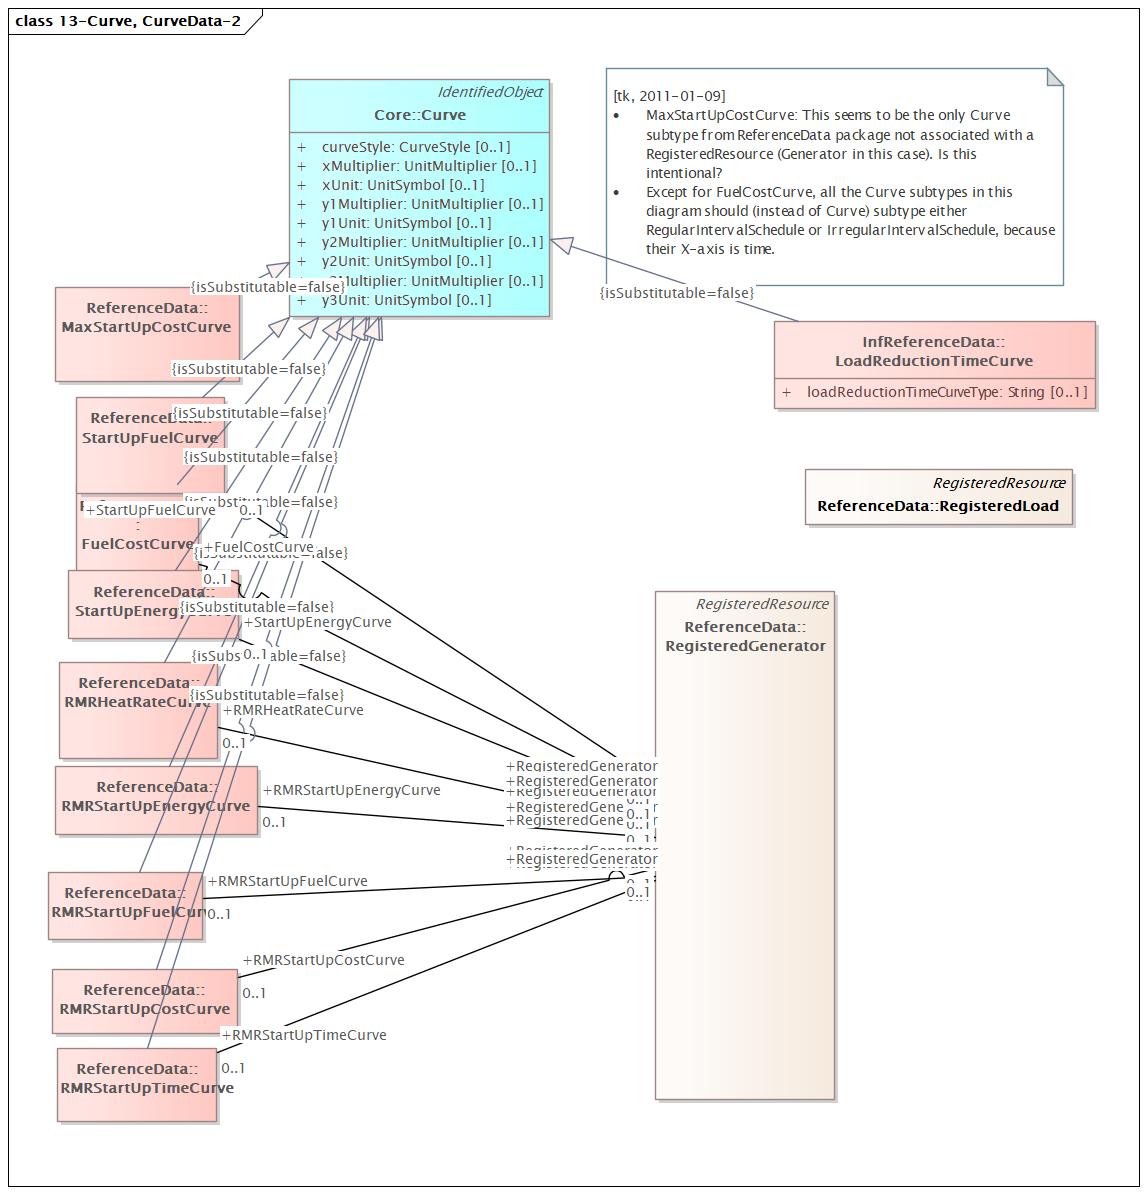 class 13-Curve, CurveData-2
IdentifiedObject
Core::Curve
+ curveStyle: CurveStyle [0..1]
+ xMultiplier: UnitMultiplier [0..1]
+ xUnit: UnitSymbol [0..1]
+ y1Multiplier: UnitMultiplier [0..1]
+ y1Unit: UnitSymbol [0..1]
+ y2Multiplier: UnitMultiplier [0..1]
+ y2Unit: UnitSymbol [0..1]
Multiplier: UnitMultiplier [0..1]
y3Unit: UnitSymbol [0..1]
[tk, 2011-01-09]
• MaxStartUpCostCurve: This seems to be the only Curve
subtype from ReferenceData package not associated with a
RegisteredResource (Generator in this case). Is this
intentional?
• Except for FuelCostCurve, all the Curve subtypes in this
diagram should (instead of Curve) subtype either
RegularIntervalSchedule or IrregularIntervalSchedule, because
their X-axis is time.
{isSubstitutable=false}
{isSubstitutable=false}
ReferenceData::
MaxStartUpCostCurve
InfReferenceData::
LoadReductionTimeCurve
+ loadReductionTimeCurveType: String [0..1]
{isSubstitutable=false}
ReferenceData::
StartUpFuelCurve
{isSubstitutable=false}
{isSubstitutable=false}
{isSubstitutable=false}
RegisteredResource
ReferenceData::RegisteredLoad
+StartUpFuelCurve
0..1
:
FuelCostCurve
+FuelCostCurve
{isSubstitutable=false}
0..1
ReferenceData::
StartUpEnergy
{isSubstitutable=false}
+StartUpEnergyCurve
RegisteredResource
ReferenceData::
RegisteredGenerator
{isSubstitutable=false}
0..1
ReferenceData::
RMRHeatRateCurve
{isSubstitutable=false}
+RMRHeatRateCurve
0..1
+RegisteredGenerator
+RegisteredGenerator
+RegisteredGenerator
+RegisteredGenerator
+RegisteredGenerator
0..1
0..1
0..1
0..1
ReferenceData::
RMRStartUpEnergyCurve
+RMRStartUpEnergyCurve
0..1
+RegisteredGenerator
+RegisteredGenerator
ReferenceData::
RMRStartUpFuelCurv
+RMRStartUpFuelCurve
0..1
0..1
0..1
ReferenceData::
RMRStartUpCostCurve
+RMRStartUpCostCurve
0..1
ReferenceData::
RMRStartUpTimeCurve
+RMRStartUpTimeCurve
0..1